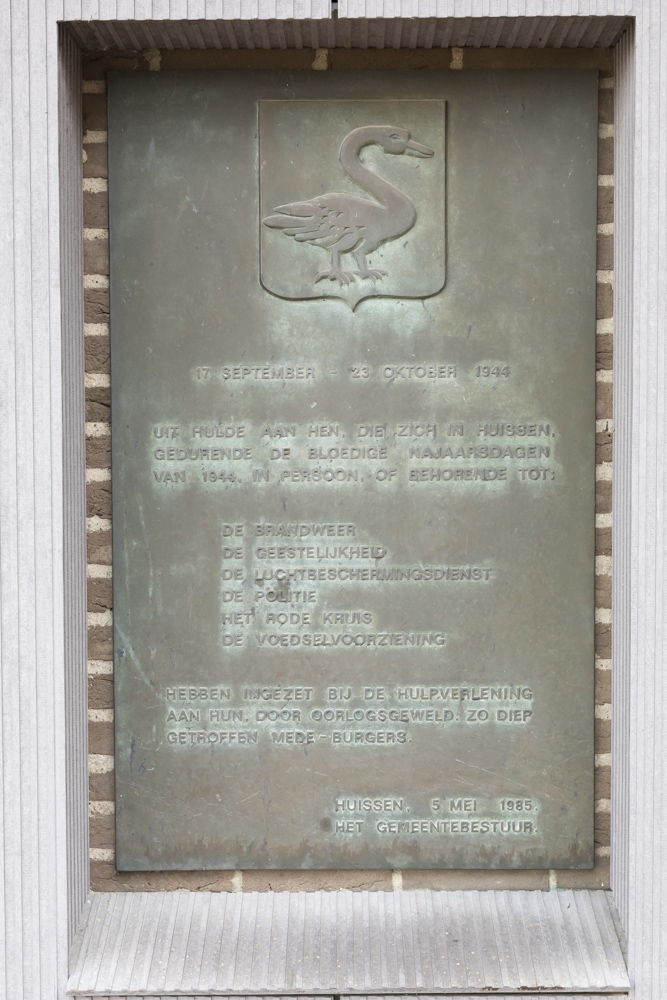 17 SEPTEMBER - 23 OKTOBER 1944
UIT HULDE AAN HEN, DIE ZICH IN HUISSEN,
GEDURENDE DE BLOEDIGE NAJAARSDAGEN
VAN 1944, IN PERSOON, OF BEHORENDE TOT:
DE BRANDWEER
DE GEESTELIJKHEID
DE LUCHTBESCHERMINGSDIENST
DE POLITIE
HET RODE KRUIS
DE VOEDSELVOORZIENING
HEBBEN INGEZET BIJ DE HULPVERLENING
AAN HUN, DOOR OORLOGSGEWELD, ZO DIEP
GETROFFEN MEDE-BURGERS.
HUISSEN, 5 MEI 1985.
HET GEMEENTEBESTUUR.